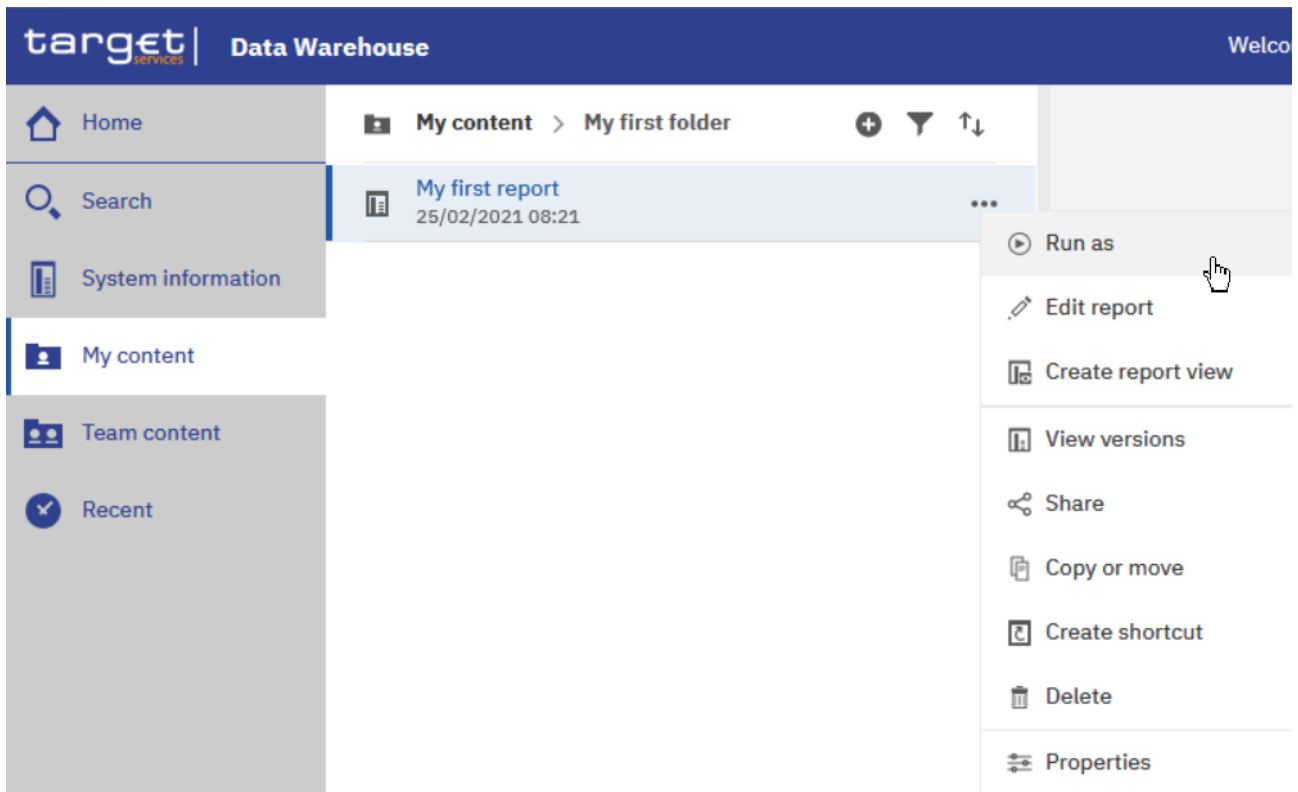 targ€t services | Data Warehouse
Home
Search
System information
My content
Team content
Recent
My content > My first folder
My first report
25/02/2021 08:21
Run as
Edit report
Create report view
View versions
Share
Copy or move
Create shortcut
Delete
Properties